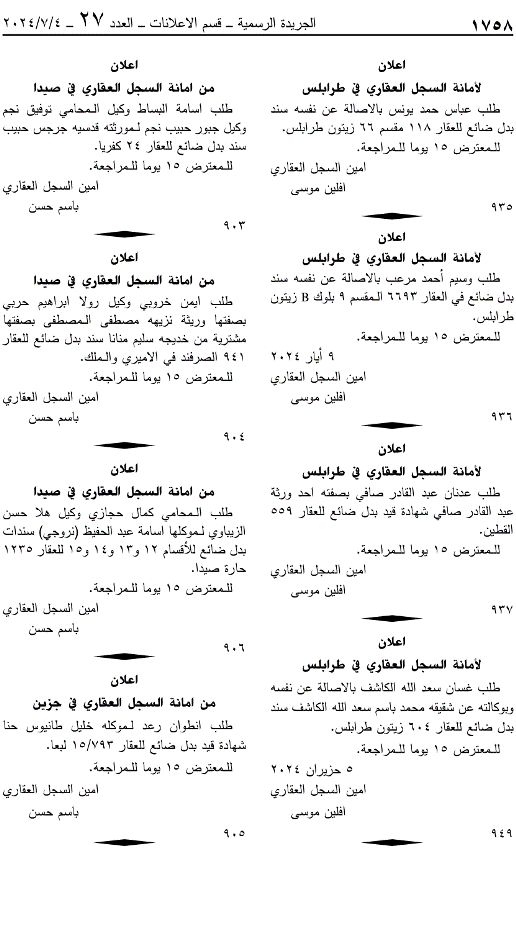 ١٧٥٨
الجريدة الرسمية ــ قسم الاعلانات ــ العدد ٢٧ ــ ٢٠٢٤/٧/٤
اعلان
لأمانة السجل العقاري في طرابلس
طلب عباس حمد يونس بالاصالة عن نفسه سند
بدل ضائع للعقار ١١٨ مقسم ٦٦ زيتون طرابلس.
للمعترض ١٥ يوما للمراجعة.
امين السجل العقاري
افلين موسى
٩٣٥
اعلان
لأمانة السجل العقاري في طرابلس
طلب وسيم أحمد مرعب بالاصالة عن نفسه سند
بدل ضائع في العقار ٦٦٩٣ المقسم ٩ بلوك B زيتون
طرابلس.
للمعترض ١٥ يوما للمراجعة.
٩ أيار ٢٠٢٤
امين السجل العقاري
افلين موسى
٩٣٦
اعلان
لأمانة السجل العقاري في طرابلس
طلب عدنان عبد القادر صافي بصفته احد ورثة
عبد القادر صافي شهادة قيد بدل ضائع للعقار ٥٥٩
القطين.
للمعترض ١٥ يوما للمراجعة.
امين السجل العقاري
افلين موسى
٩٣٧
اعلان
لأمانة السجل العقاري في طرابلس
طلب غسان سعد الله الكاشف بالاصالة عن نفسه
وبوكالته عن شقيقه محمد باسم سعد الله الكاشف سند
بدل ضائع للعقار ٦٠٤ زيتون طرابلس.
للمعترض ١٥ يوما للمراجعة.
٥ حزيران ٢٠٢٤
امين السجل العقاري
افلين موسى
٩٤٩
اعلان
من امانة السجل العقاري في صيدا
طلب اسامة البساط وكيل المحامي توفيق نجم
وكيل جبور حبيب نجم لمورثته قدسيه جرجس حبيب
سند بدل ضائع للعقار ٢٤ كفريا.
للمعترض ١٥ يوما للمراجعة.
امين السجل العقاري
باسم حسن
٩٠٣
اعلان
من امانة السجل العقاري في صيدا
طلب ايمن خروبي وكيل رولا ابراهيم حربي
بصفتها وريثة نزيهه مصطفى المصطفى بصفتها
مشترية من خديجه سليم منانا سند بدل ضائع للعقار
٩٤١ الصرفند في الاميري والملك.
للمعترض ١٥ يوما للمراجعة.
امين السجل العقاري
باسم حسن
٩٠٤
اعلان
من امانة السجل العقاري في صيدا
طلب المحامي كمال حجازي وكيل هلا حسن
الزيباوي لموكلها اسامة عبد الحفيظ (نروجي) سندات
بدل ضائع للأقسام ١٢ و١٣ و١٤ و١٥ للعقار ١٢٣٥
حارة صيدا.
للمعترض ١٥ يوما للمراجعة.
امين السجل العقاري
باسم حسن
٩٠٦
اعلان
من امانة السجل العقاري في جزين
طلب انطوان رعد لموكله خليل طانيوس حنا
شهادة قيد بدل ضائع للعقار ١٥/٧٩٣ لبعا.
للمعترض ١٥ يوما للمراجعة.
امين السجل العقاري
باسم حسن
٩٠٥